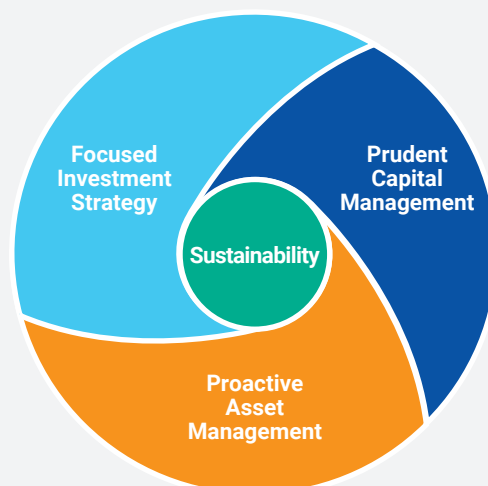 Focused
Investment
Strategy
Prudent
Capital
Management
Sustainability
Proactive
Asset
Management